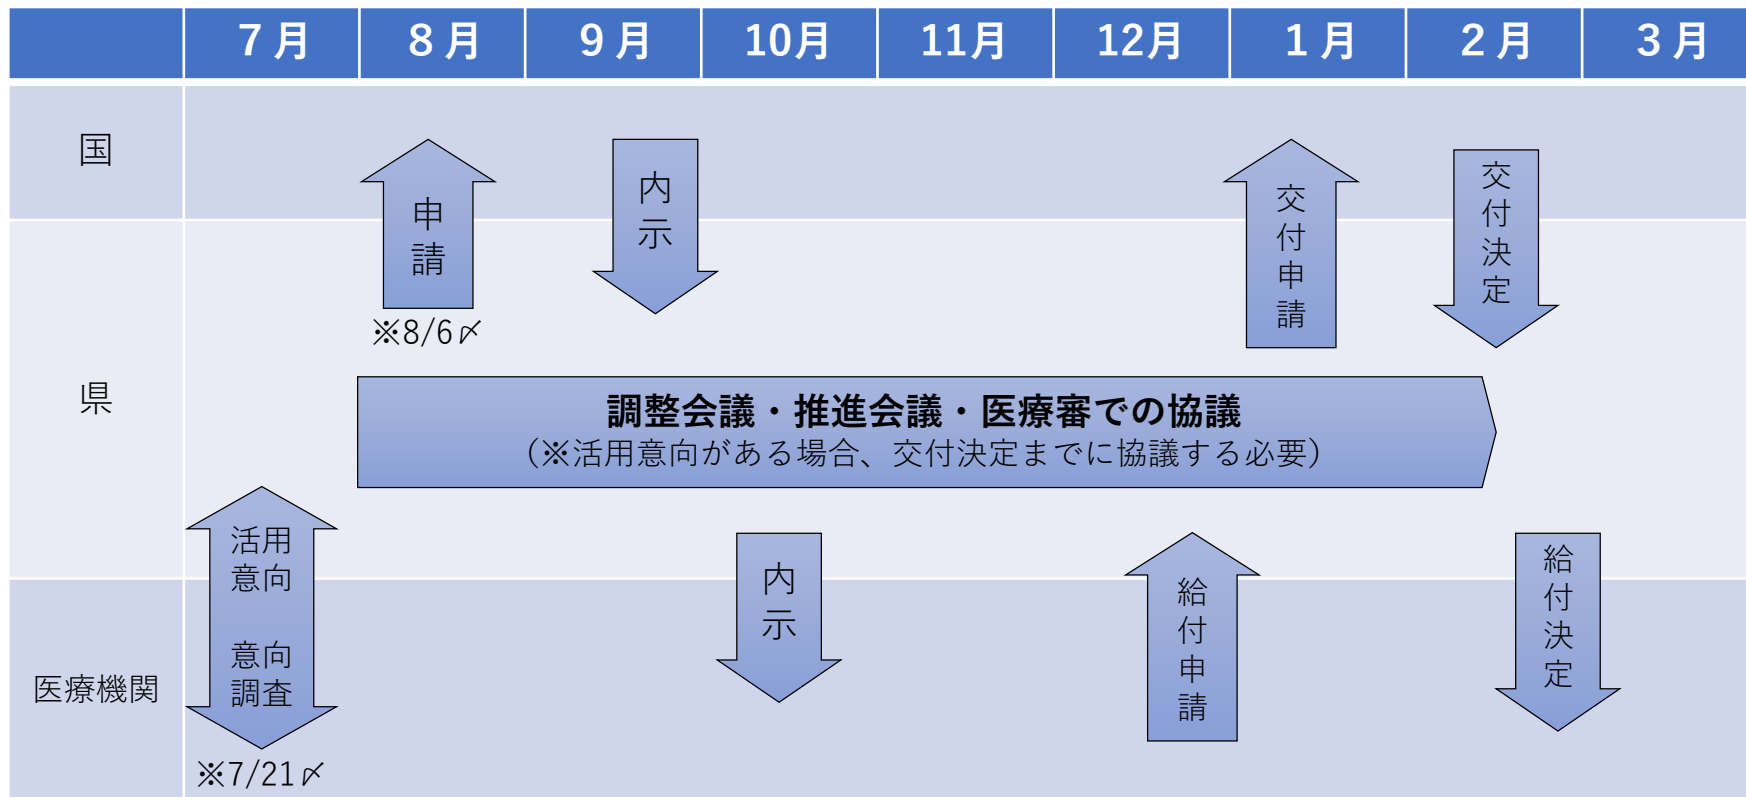 7月
8月
9月
10月
11月
12月
1月
2月
3月
国
申請
内示
交付申請
交付決定
※8/6〆
県
調整会議・推進会議・医療審での協議
（※活用意向がある場合、交付決定までに協議する必要）
活用
意向
意向
調査
内示
給付申請
給付決定
医療機関
※7/21〆